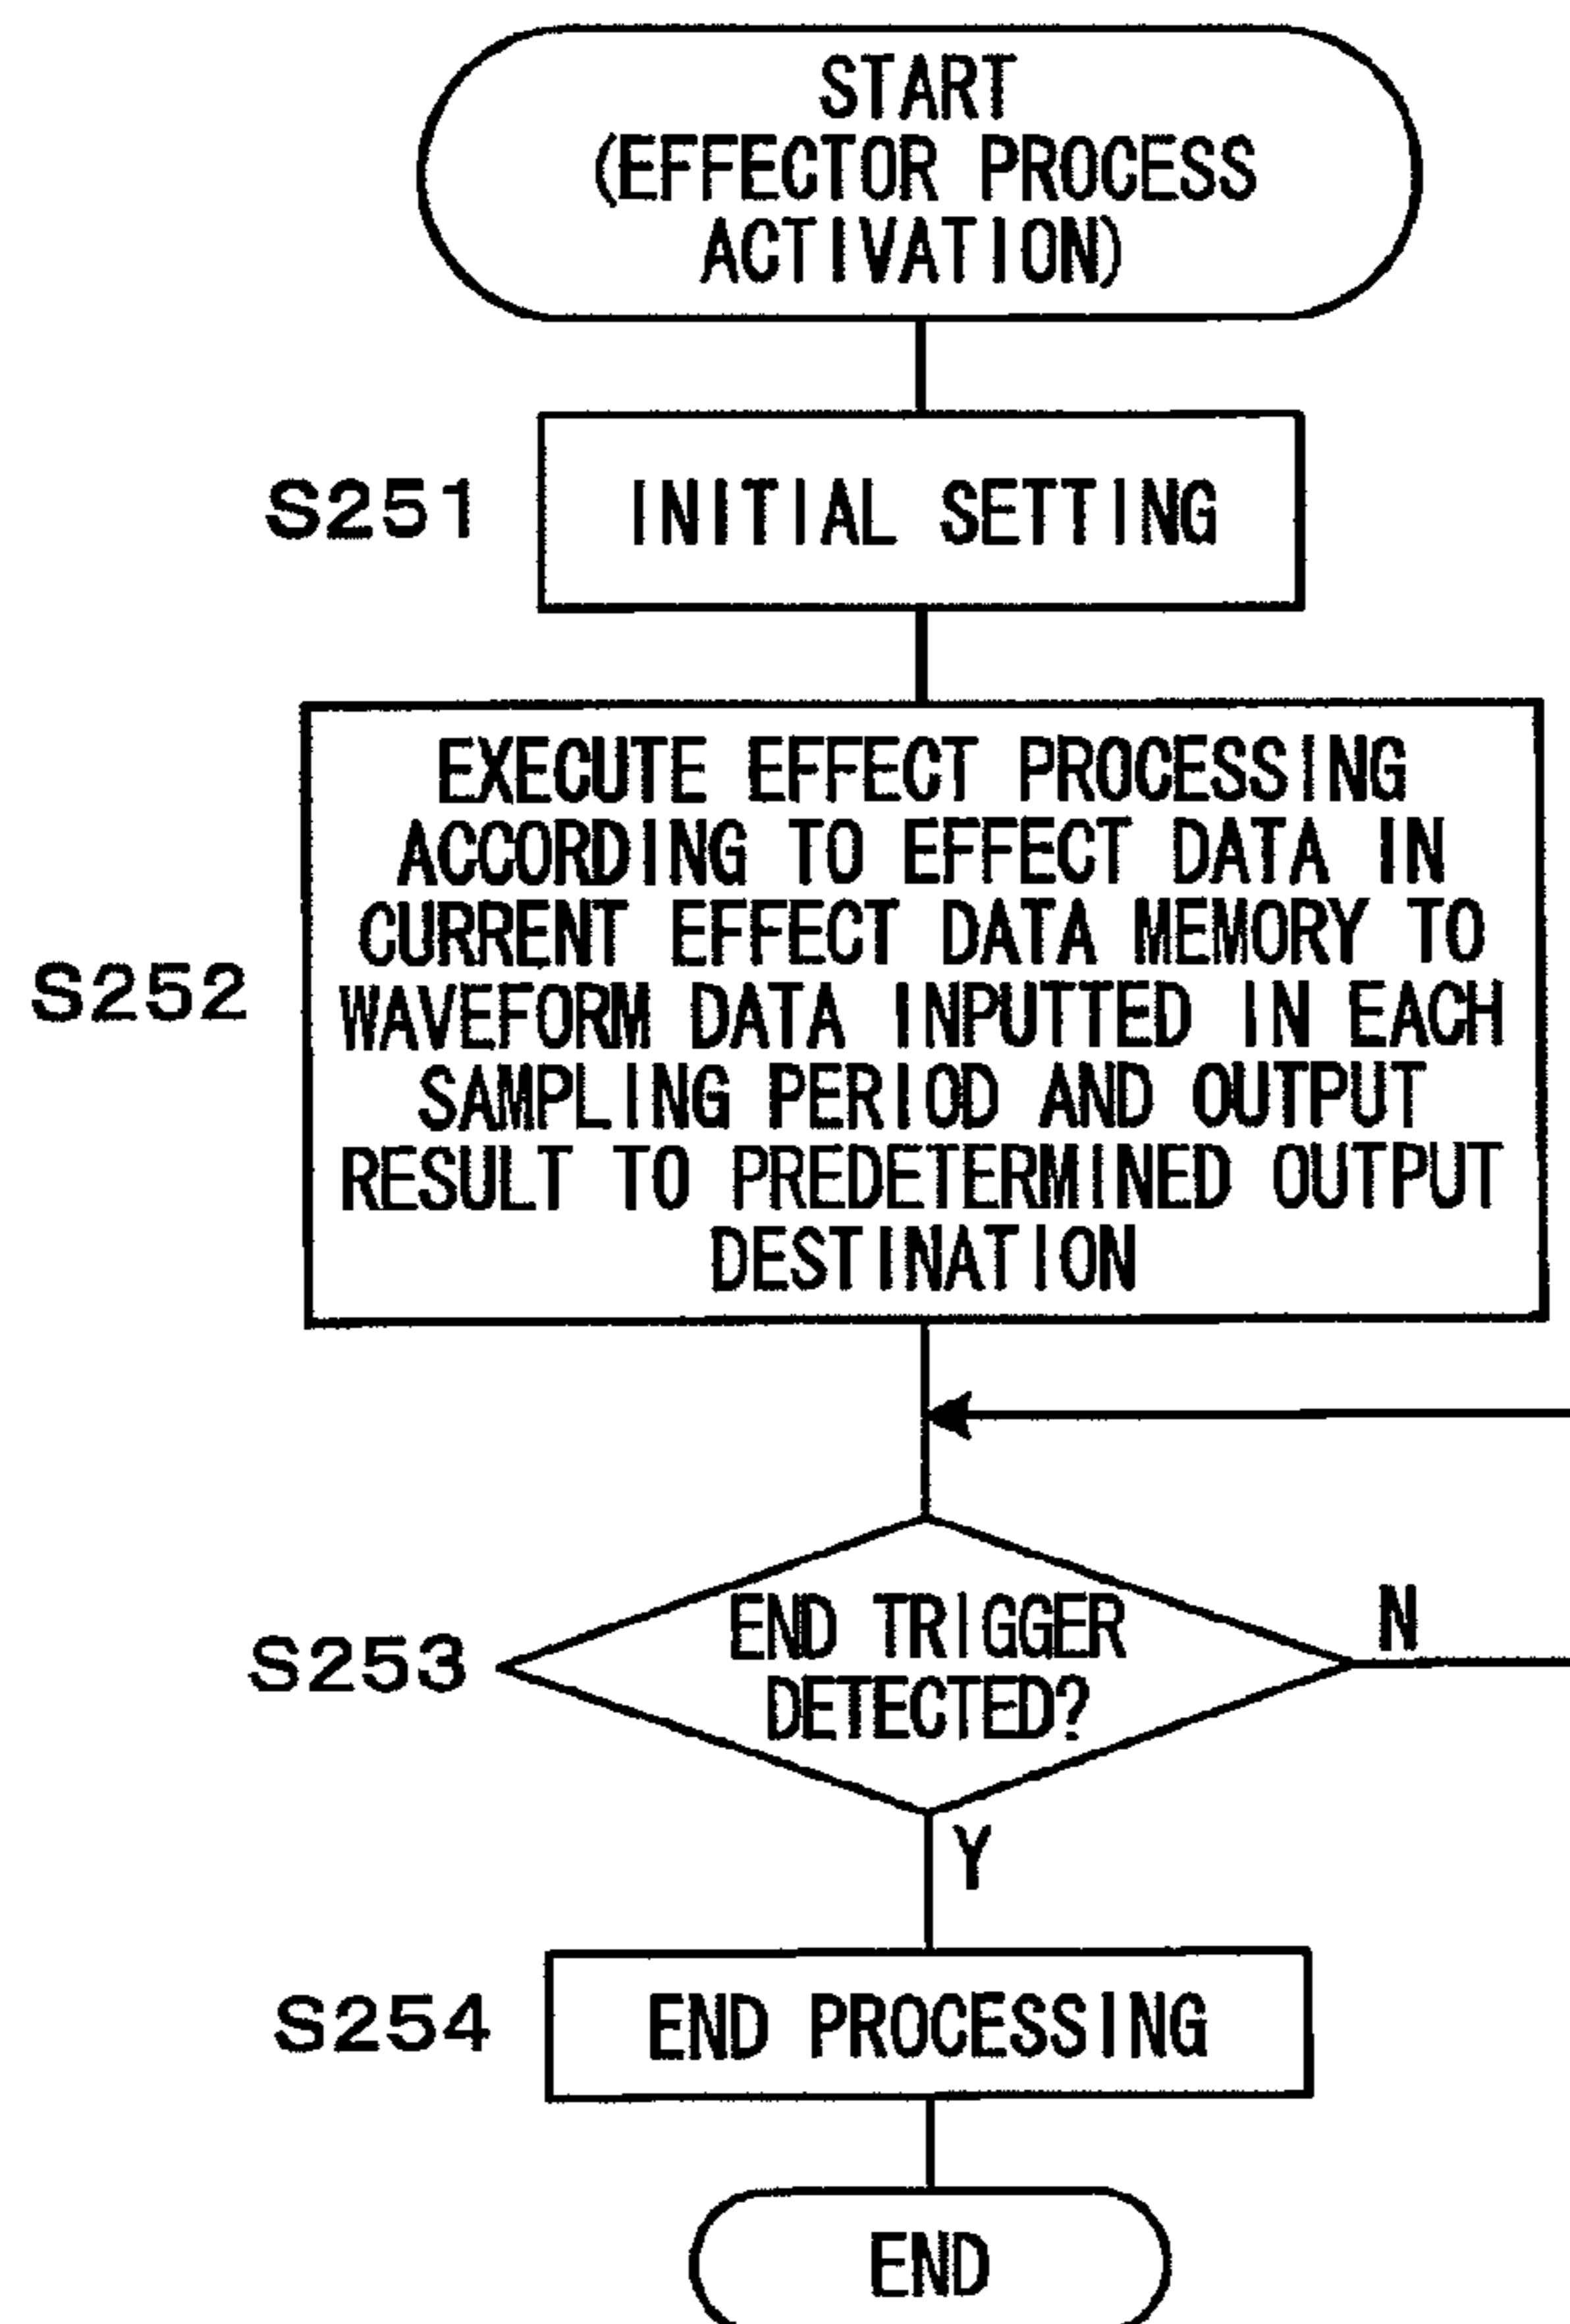 START
(EFFECTOR PROCESS
ACTIVATION)
S251
INITIAL SETTING
S252
EXECUTE EFFECT PROCESSING
ACCORDING TO EFFECT DATA IN
CURRENT EFFECT DATA MEMORY TO
WAVEFORM DATA INPUTTED IN EACH
SAMPLING PERIOD AND OUTPUT
RESULT TO PREDETERMINED OUTPUT
DESTINATION
S253
END TRIGGER
DETECTED?
N
Y
S254
END PROCESSING
END